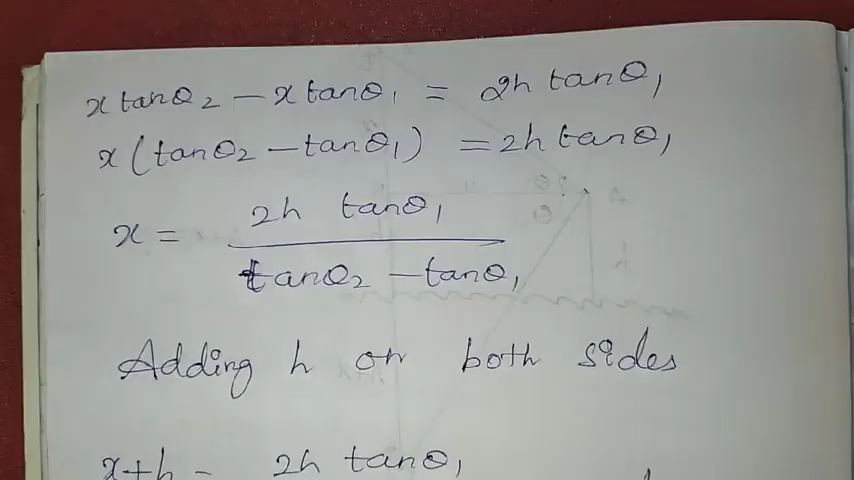 x tanθ₂ − x tanθ₁ = 2h tanθ₁
x(tanθ₂ − tanθ₁) = 2h tanθ₁
x = 2h tanθ₁ / tanθ₂ − tanθ₁
Adding h on both sides
x+h = 2h tanθ₁